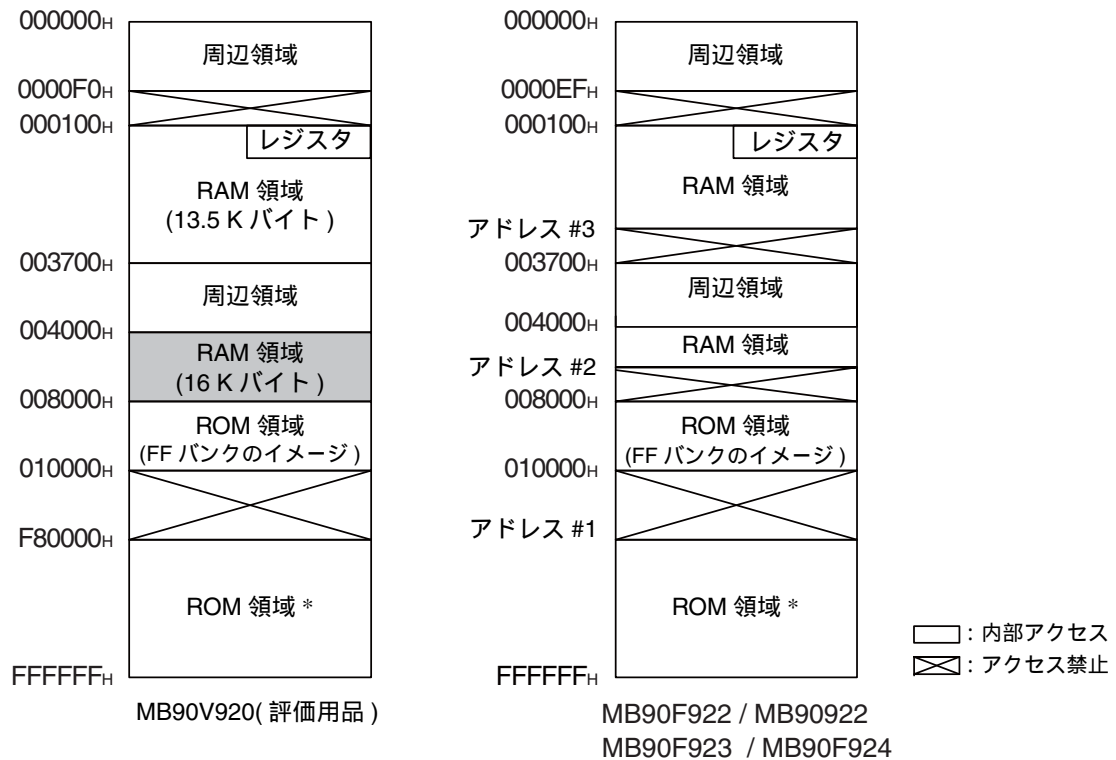 000000H
周辺領域
0000F0H
000100H
レジスタ
RAM 領域
(13.5 K バイト )
003700H
周辺領域
004000H
RAM 領域
(16 K バイト )
008000H
ROM 領域
(FF バンクのイメージ )
010000H
F80000H
ROM 領域 *
FFFFFFH
MB90V920( 評価用品 )
000000H
周辺領域
0000EFH
000100H
レジスタ
RAM 領域
アドレス #3
003700H
周辺領域
004000H
RAM 領域
アドレス #2
008000H
ROM 領域
(FF バンクのイメージ )
010000H
アドレス #1
ROM 領域 *
FFFFFFH
MB90F922 / MB90922
MB90F923 / MB90F924
: 内部アクセス
: アクセス禁止